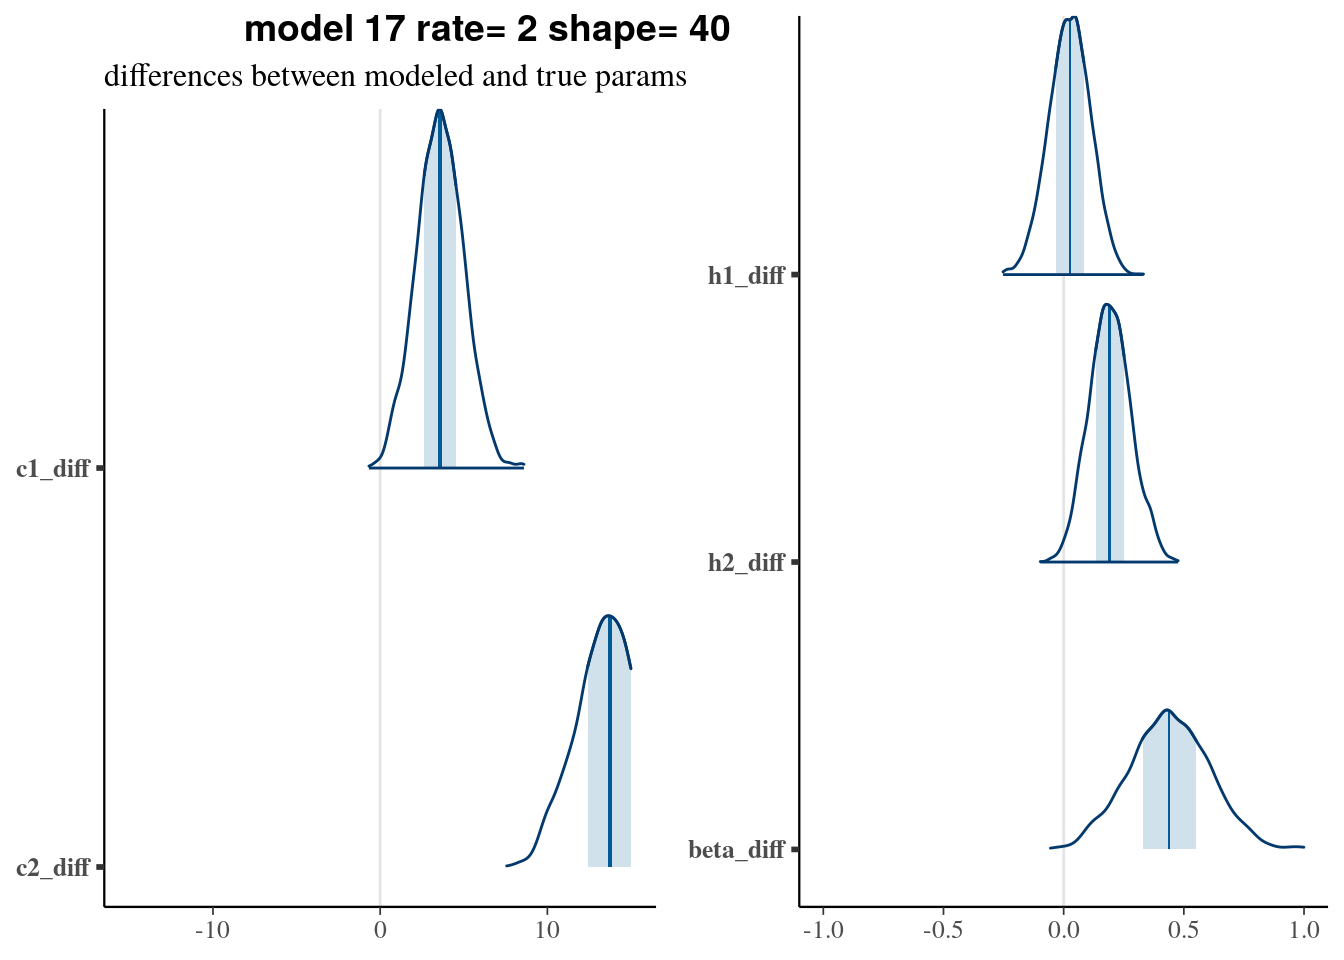 model 17 rate= 2 shape= 40
differences between modeled and true params
c1_diff
c2_diff
-10 0 10
h1_diff
h2_diff
beta_diff
-1.0 -0.5 0.0 0.5 1.0